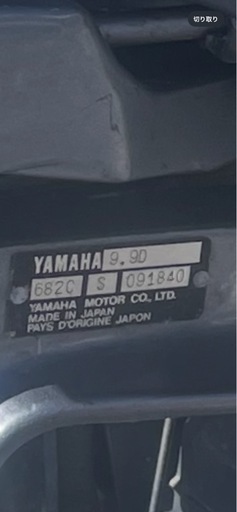 切り取り
YAMAHA 9.9D
682C S 091840
YAMAHA MOTOR CO., LTD.
MADE IN JAPAN
PAYS D'ORIGINE JAPON